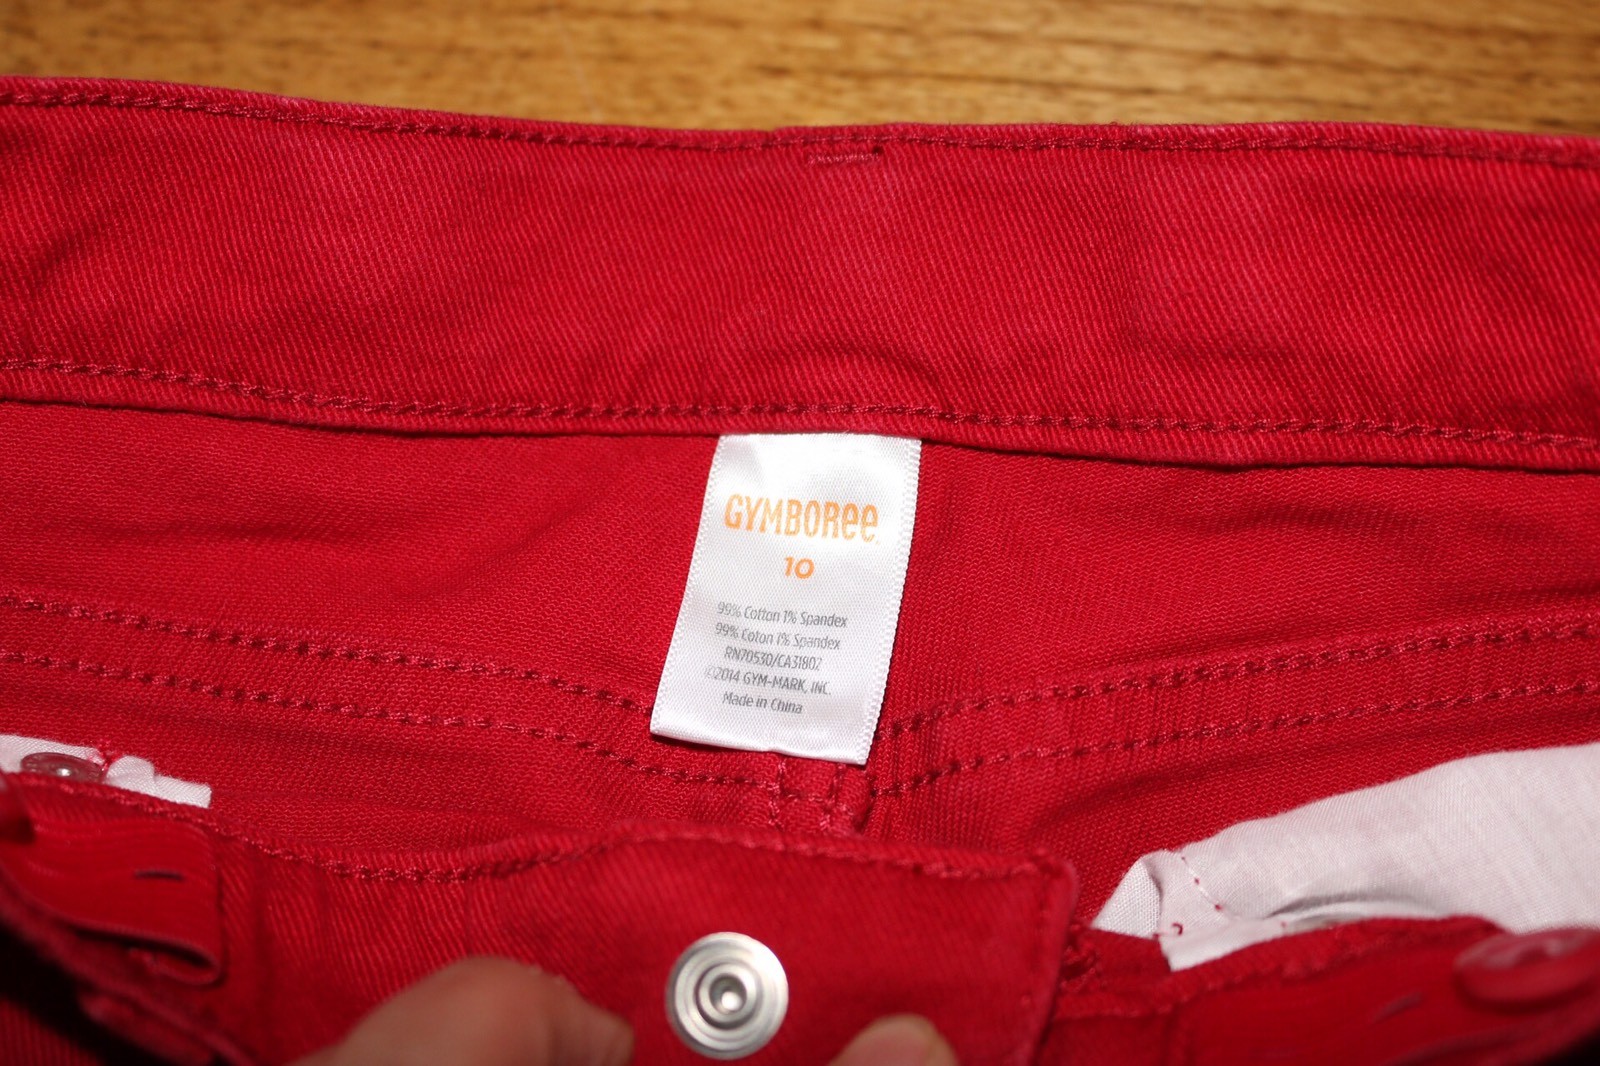 GYMBOREE
10
99% Cotton 1% Spandex
99% Coton 1% Spandex
RN70530/CA31802
©2014 GYM-MARK, INC.
Made in China